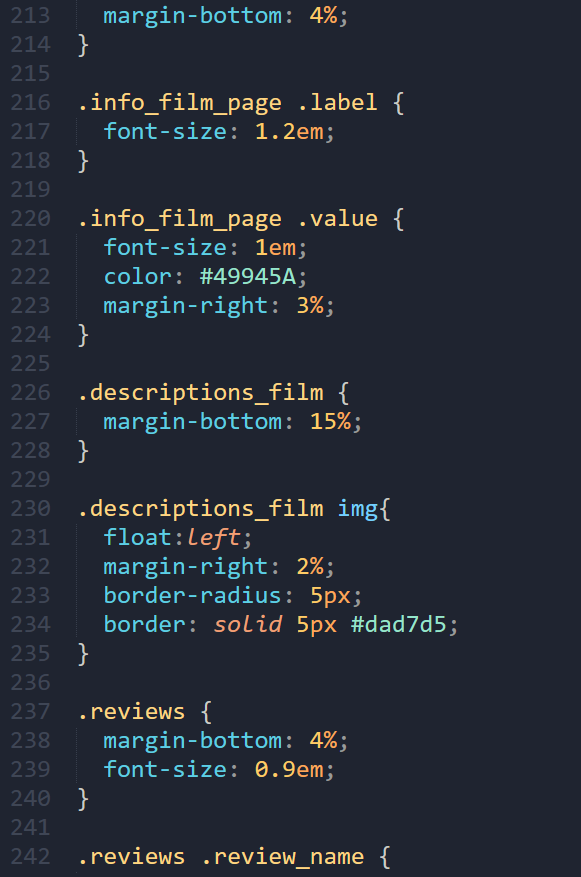 213 margin-bottom: 4%;
214 }
215
216 .info_film_page .label {
217 font-size: 1.2em;
218 }
219
220 .info_film_page .value {
221 font-size: 1em;
222 color: #49945A;
223 margin-right: 3%;
224 }
225
226 .descriptions_film {
227 margin-bottom: 15%;
228 }
229
230 .descriptions_film img{
231 float:left;
232 margin-right: 2%;
233 border-radius: 5px;
234 border: solid 5px #dad7d5;
235 }
236
237 .reviews {
238 margin-bottom: 4%;
239 font-size: 0.9em;
240 }
241
242 .reviews .review_name {